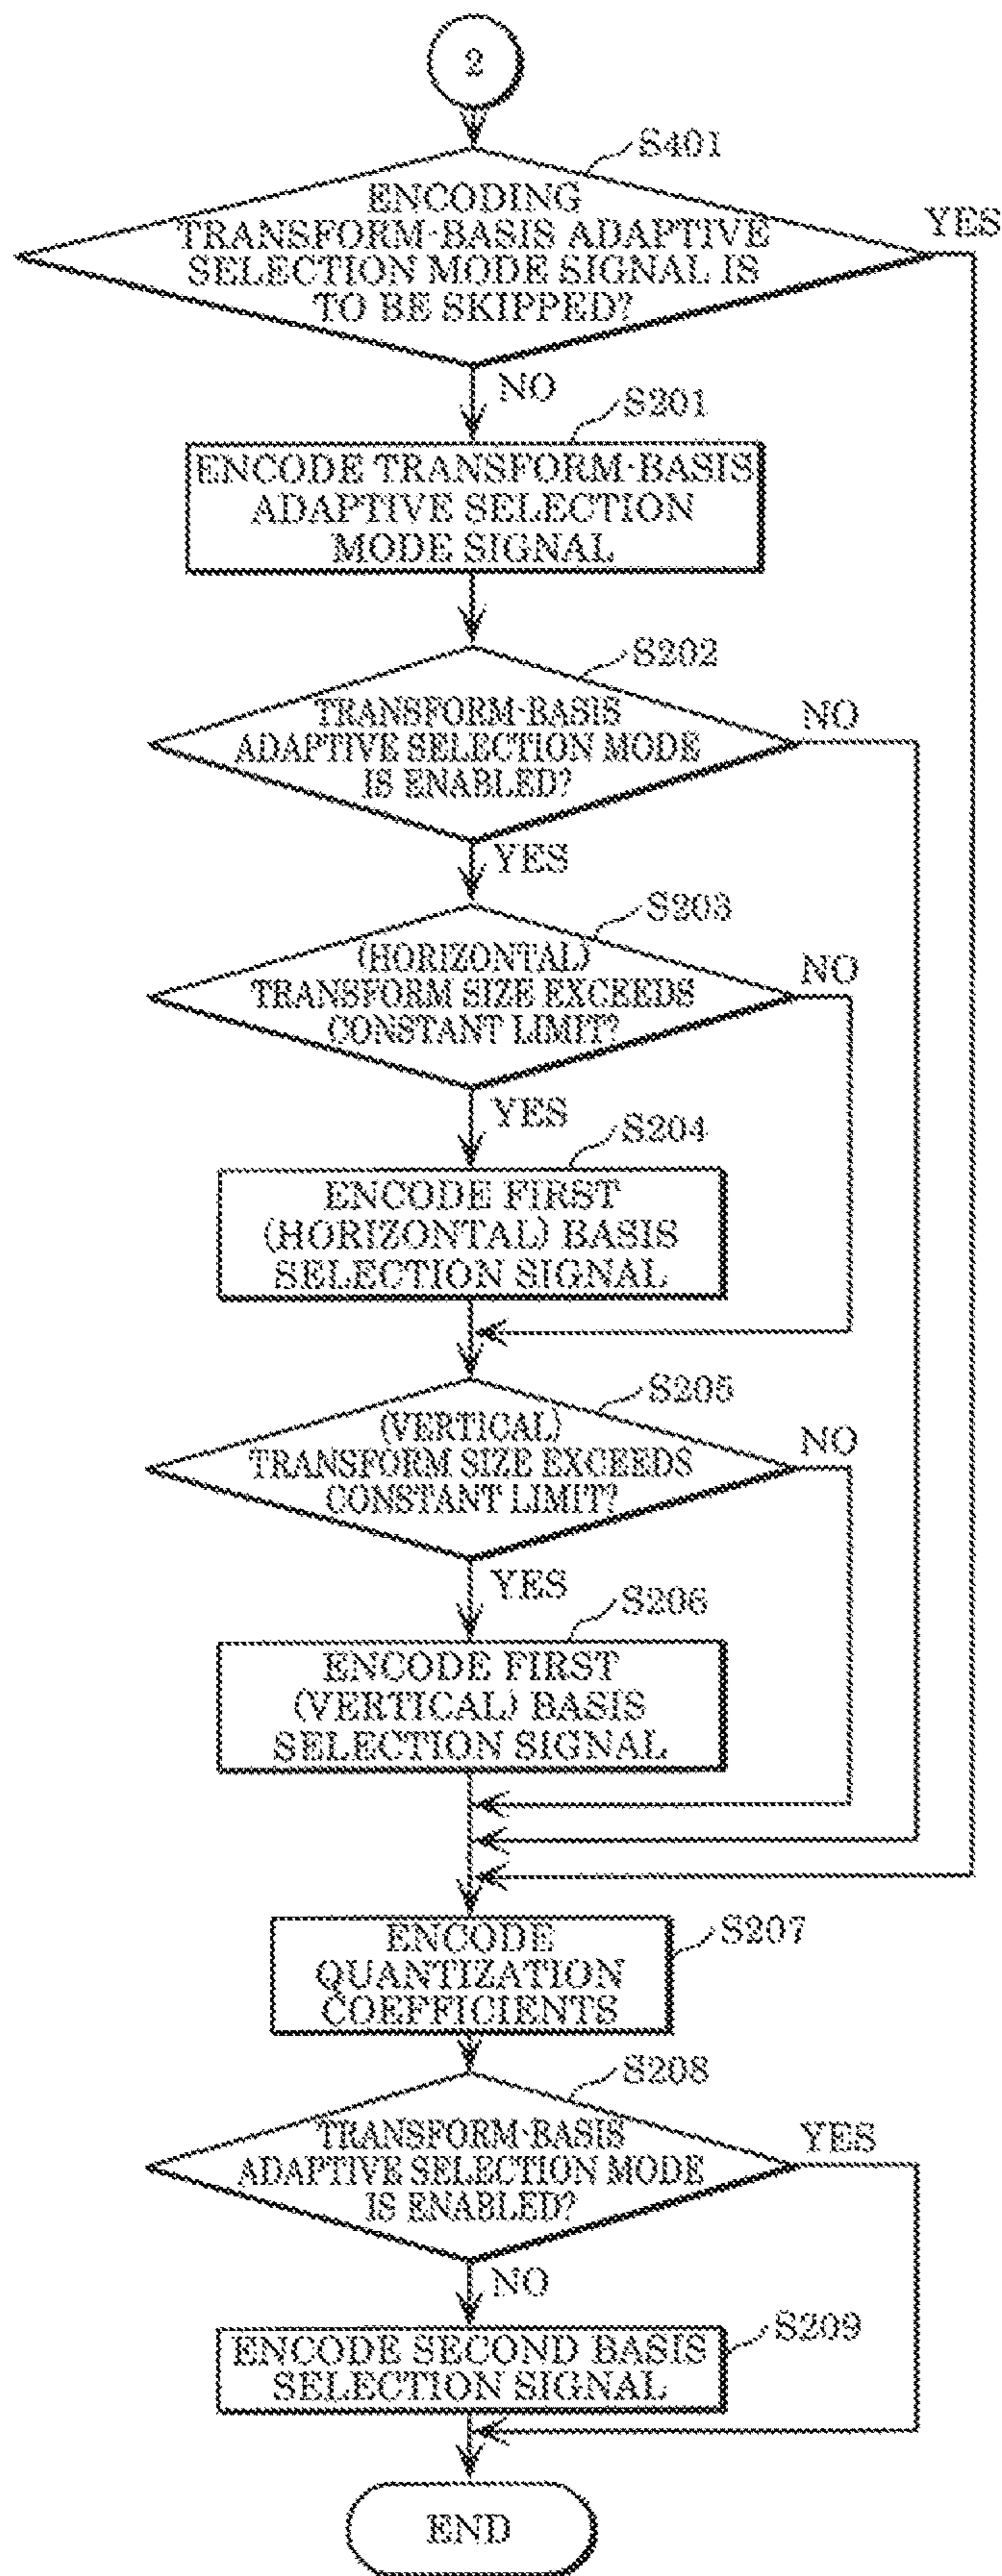 2
S401
ENCODING
TRANSFORM-BASIS ADAPTIVE
SELECTION MODE SIGNAL IS
TO BE SKIPPED?
YES
NO
S201
ENCODE TRANSFORM-BASIS
ADAPTIVE SELECTION
MODE SIGNAL
S202
TRANSFORM-BASIS
ADAPTIVE SELECTION MODE
IS ENABLED?
NO
YES
S203
(HORIZONTAL)
TRANSFORM SIZE EXCEEDS
CONSTANT LIMIT?
NO
YES
S204
ENCODE FIRST
(HORIZONTAL) BASIS
SELECTION SIGNAL
S205
(VERTICAL)
TRANSFORM SIZE EXCEEDS
CONSTANT LIMIT?
NO
YES
S206
ENCODE FIRST
(VERTICAL) BASIS
SELECTION SIGNAL
S207
ENCODE
QUANTIZATION
COEFFICIENTS
S208
TRANSFORM-BASIS
ADAPTIVE SELECTION MODE
IS ENABLED?
YES
NO
S209
ENCODE SECOND BASIS
SELECTION SIGNAL
END